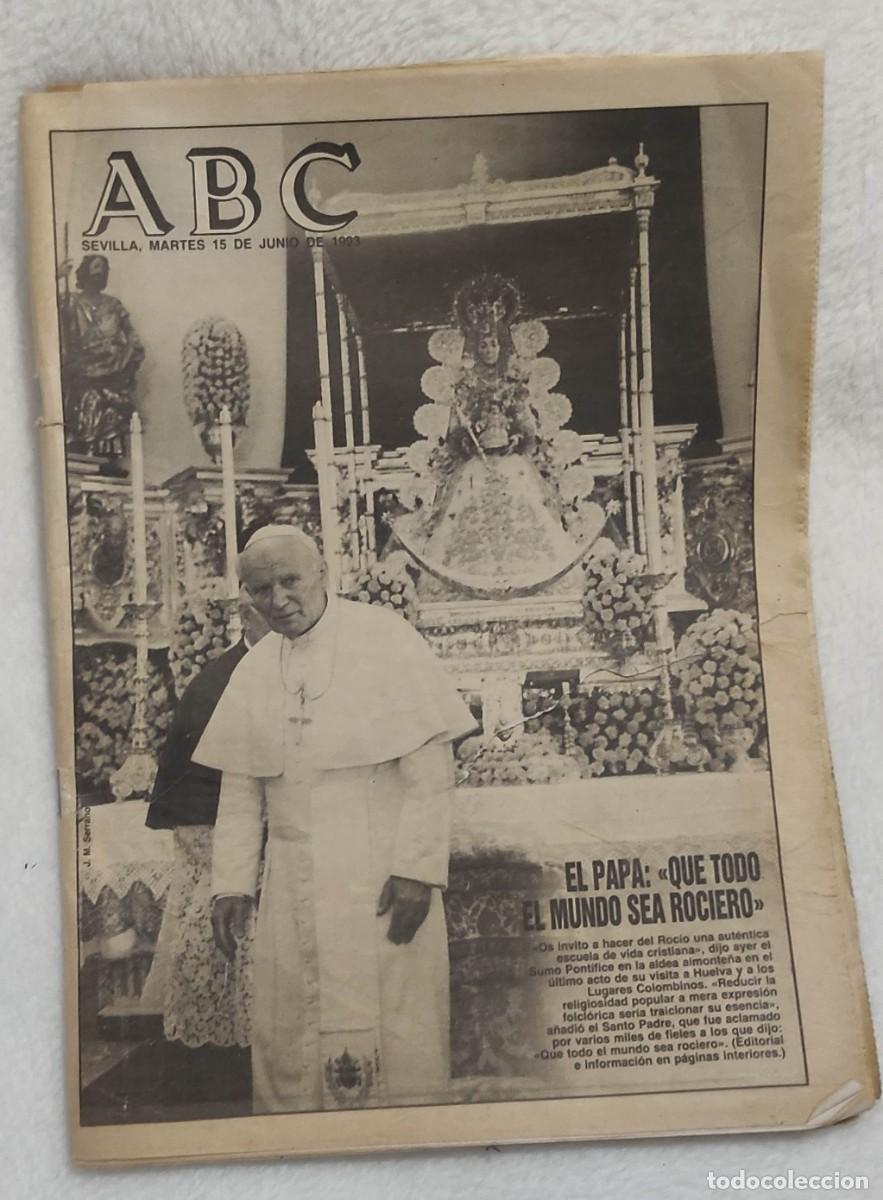 ABC
SEVILLA, MARTES 15 DE JUNIO DE 1993
J. M. Serrano
EL PAPA: «QUE TODO
EL MUNDO SEA ROCIERO»
«Os invito a hacer del Rocío una auténtica
escuela de vida cristiana», dijo ayer el
Sumo Pontífice en la aldea almonteña en el
último acto de su visita a Huelva y a los
Lugares Colombinos. «Reducir la
religiosidad popular a mera expresión
folclórica sería traicionar su esencia»,
añadió el Santo Padre, que fue aclamado
por varios miles de fieles a los que dijo:
«Que todo el mundo sea rociero». (Editorial
e información en páginas interiores.)
todocoleccion